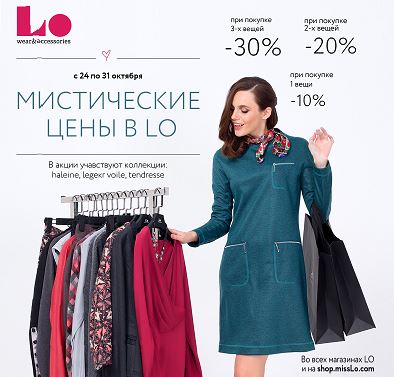 LO
wear&accessories
при покупке
3-х вещей
-30%
при покупке
2-х вещей
-20%
при покупке
1 вещи
-10%
с 24 по 31 октября
МИСТИЧЕСКИЕ
ЦЕНЫ В LO
В акции учавствуют коллекции:
haleine, legekr voile, tendresse
Во всех магазинах LO
и на shop.missLo.com